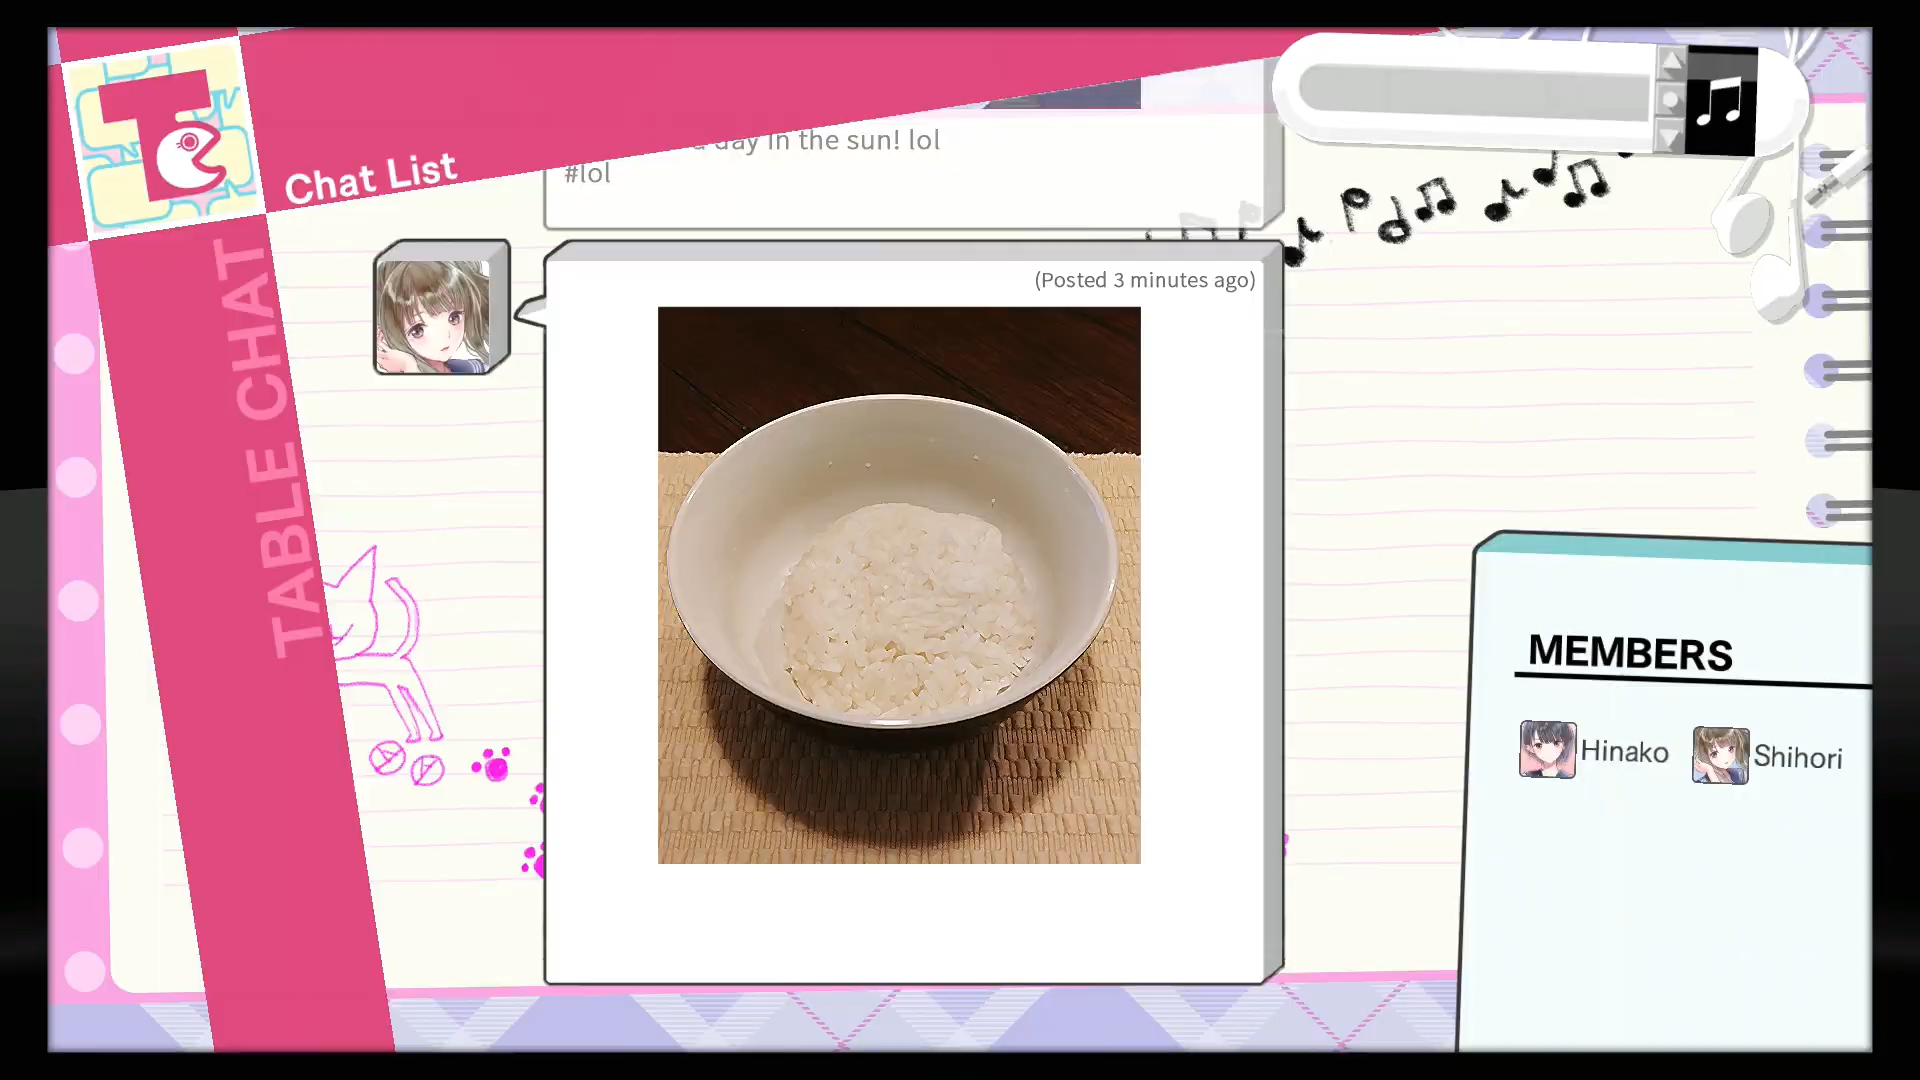 Chat List
TABLE CHAT
day in the sun! lol
#lol
(Posted 3 minutes ago)
MEMBERS
Hinako
Shihori